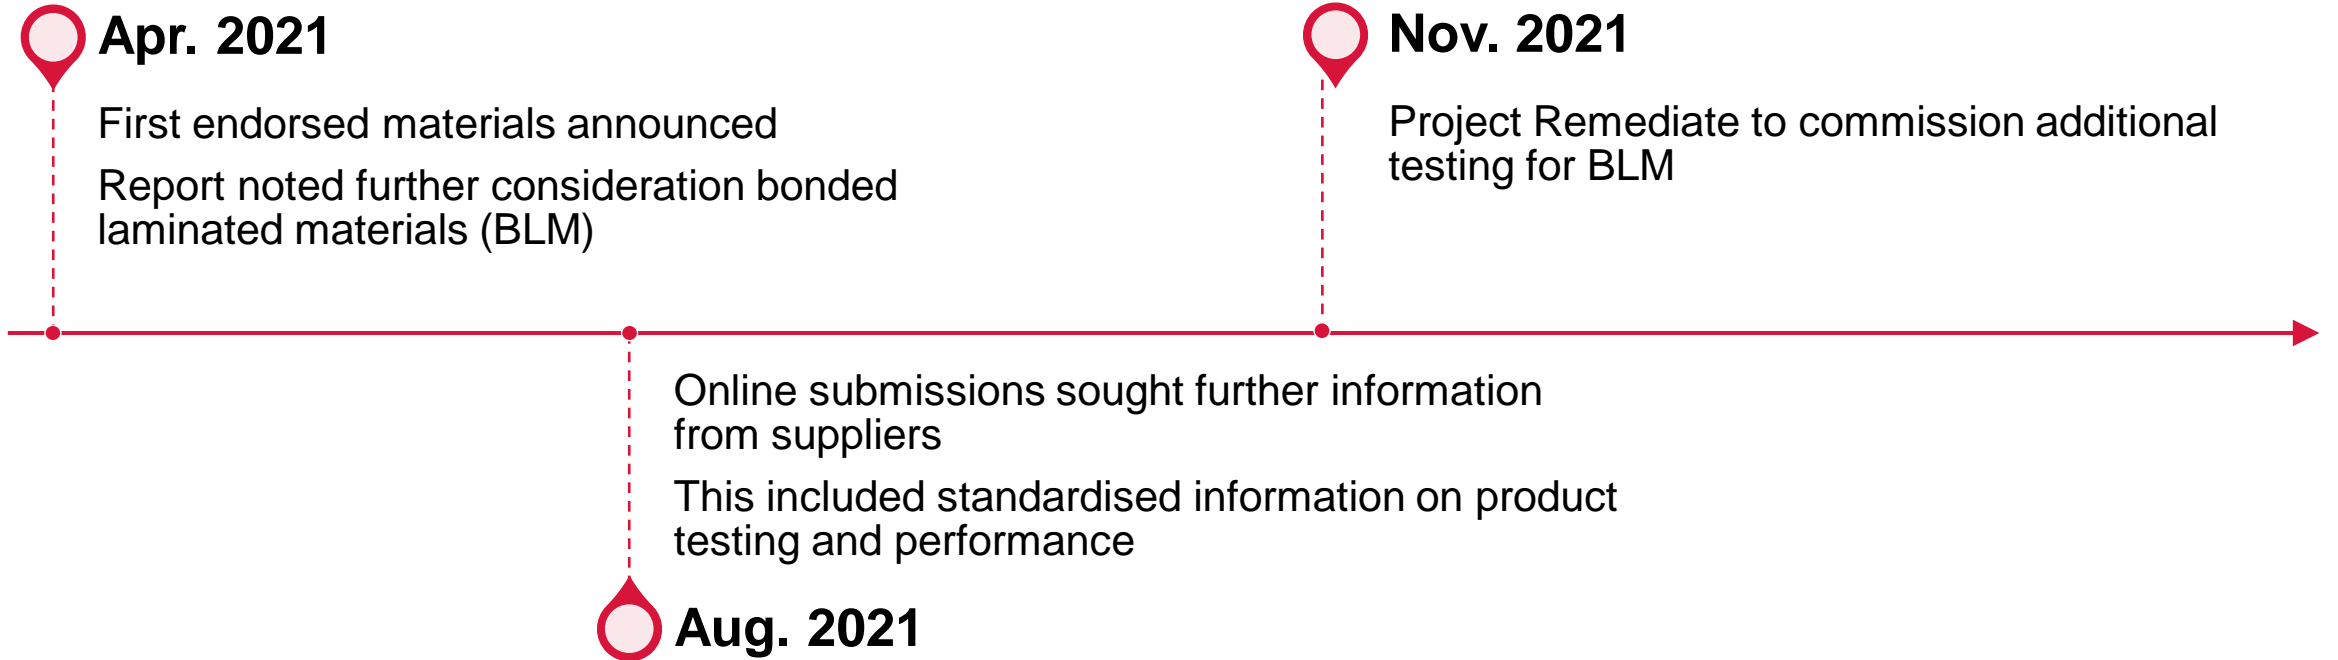 Apr. 2021
First endorsed materials announced
Report noted further consideration bonded
laminated materials (BLM)
Nov. 2021
Project Remediate to commission additional
testing for BLM
Online submissions sought further information
from suppliers
This included standardised information on product
testing and performance
Aug. 2021